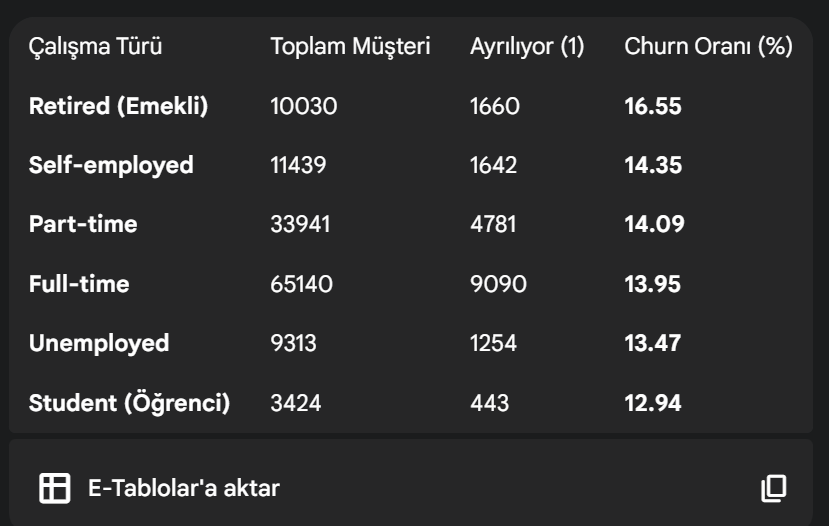 Çalışma Türü Toplam Müşteri Ayrılıyor (1) Churn Oranı (%)
Retired (Emekli) 10030 1660 16.55
Self-employed 11439 1642 14.35
Part-time 33941 4781 14.09
Full-time 65140 9090 13.95
Unemployed 9313 1254 13.47
Student (Öğrenci) 3424 443 12.94
E-Tablolar'a aktar